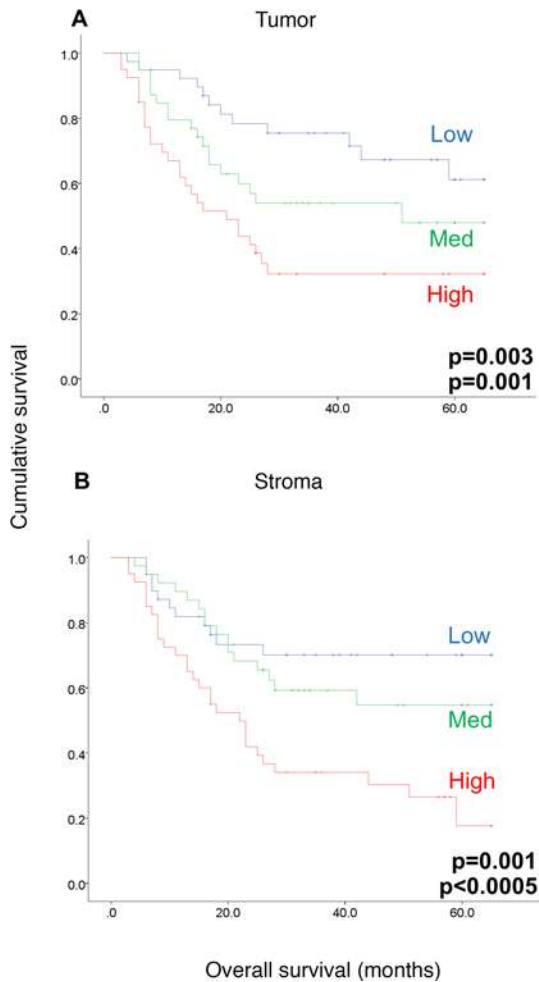 A
Tumor
1.0
0.8
0.6
0.4
0.2
0.0
Low
Med
High
p=0.003
p=0.001
.0 20.0 40.0 60.0
Cumulative survival
B
Stroma
1.0
0.8
0.6
0.4
0.2
0.0
Low
Med
High
p=0.001
p<0.0005
.0 20.0 40.0 60.0
Overall survival (months)